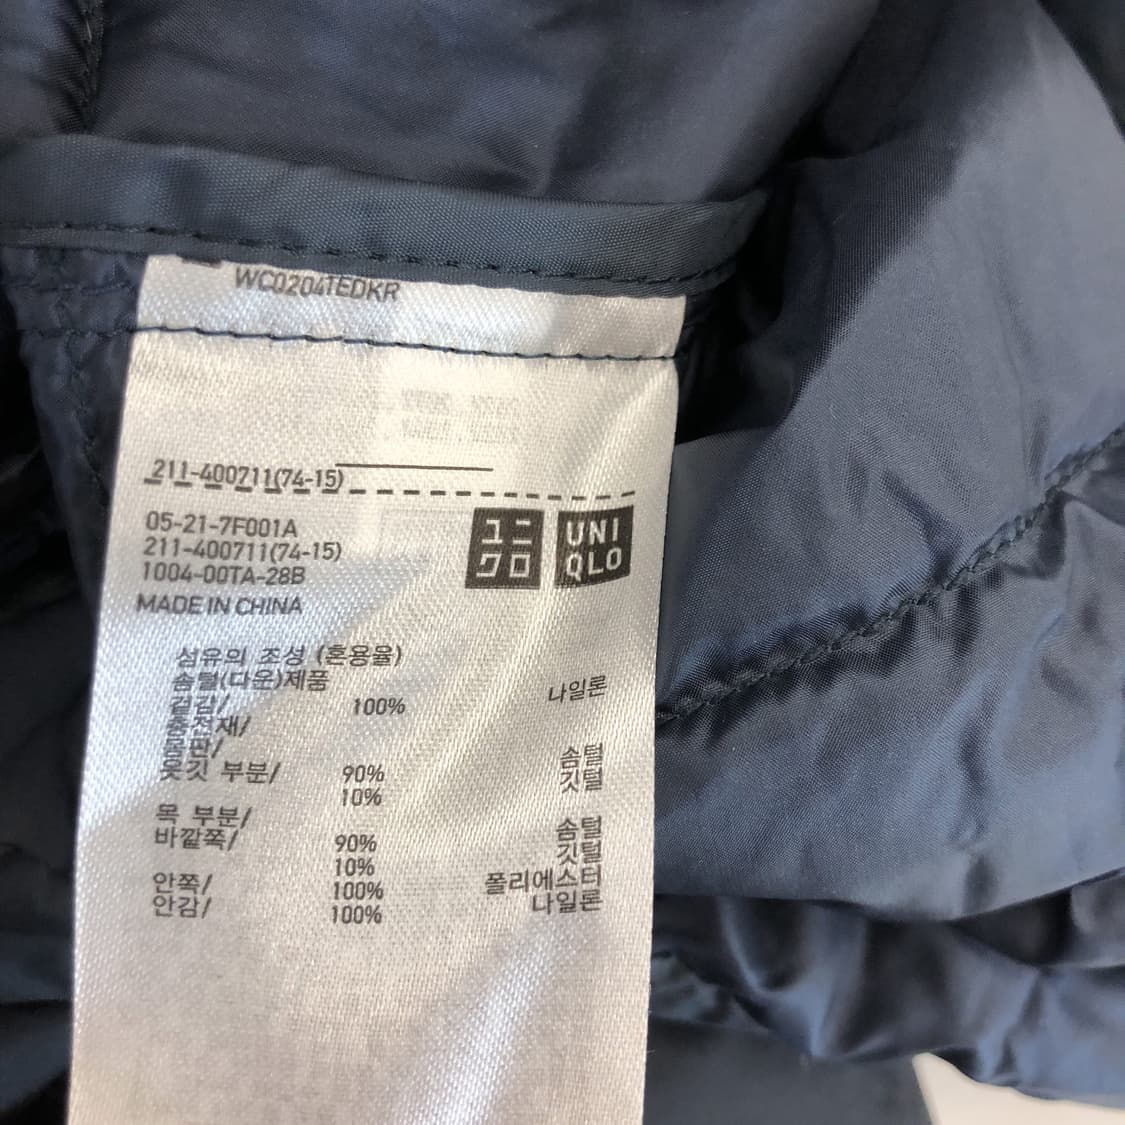 WC0204TEDKR
211-400711(74-15)
05-21-7F001A
211-400711(74-15)
1004-00TA-28B
MADE IN CHINA
ユニ
クロ
UNI
QLO
섬유의 조성 (혼용율)
솜털(다운)제품
겉감/ 100% 나일론
충전재/
몸판/
옷깃 부분/ 90% 솜털
10% 깃털
목 부분/
바깥쪽/ 90% 솜털
10% 깃털
안쪽/ 100% 폴리에스터
안감/ 100% 나일론